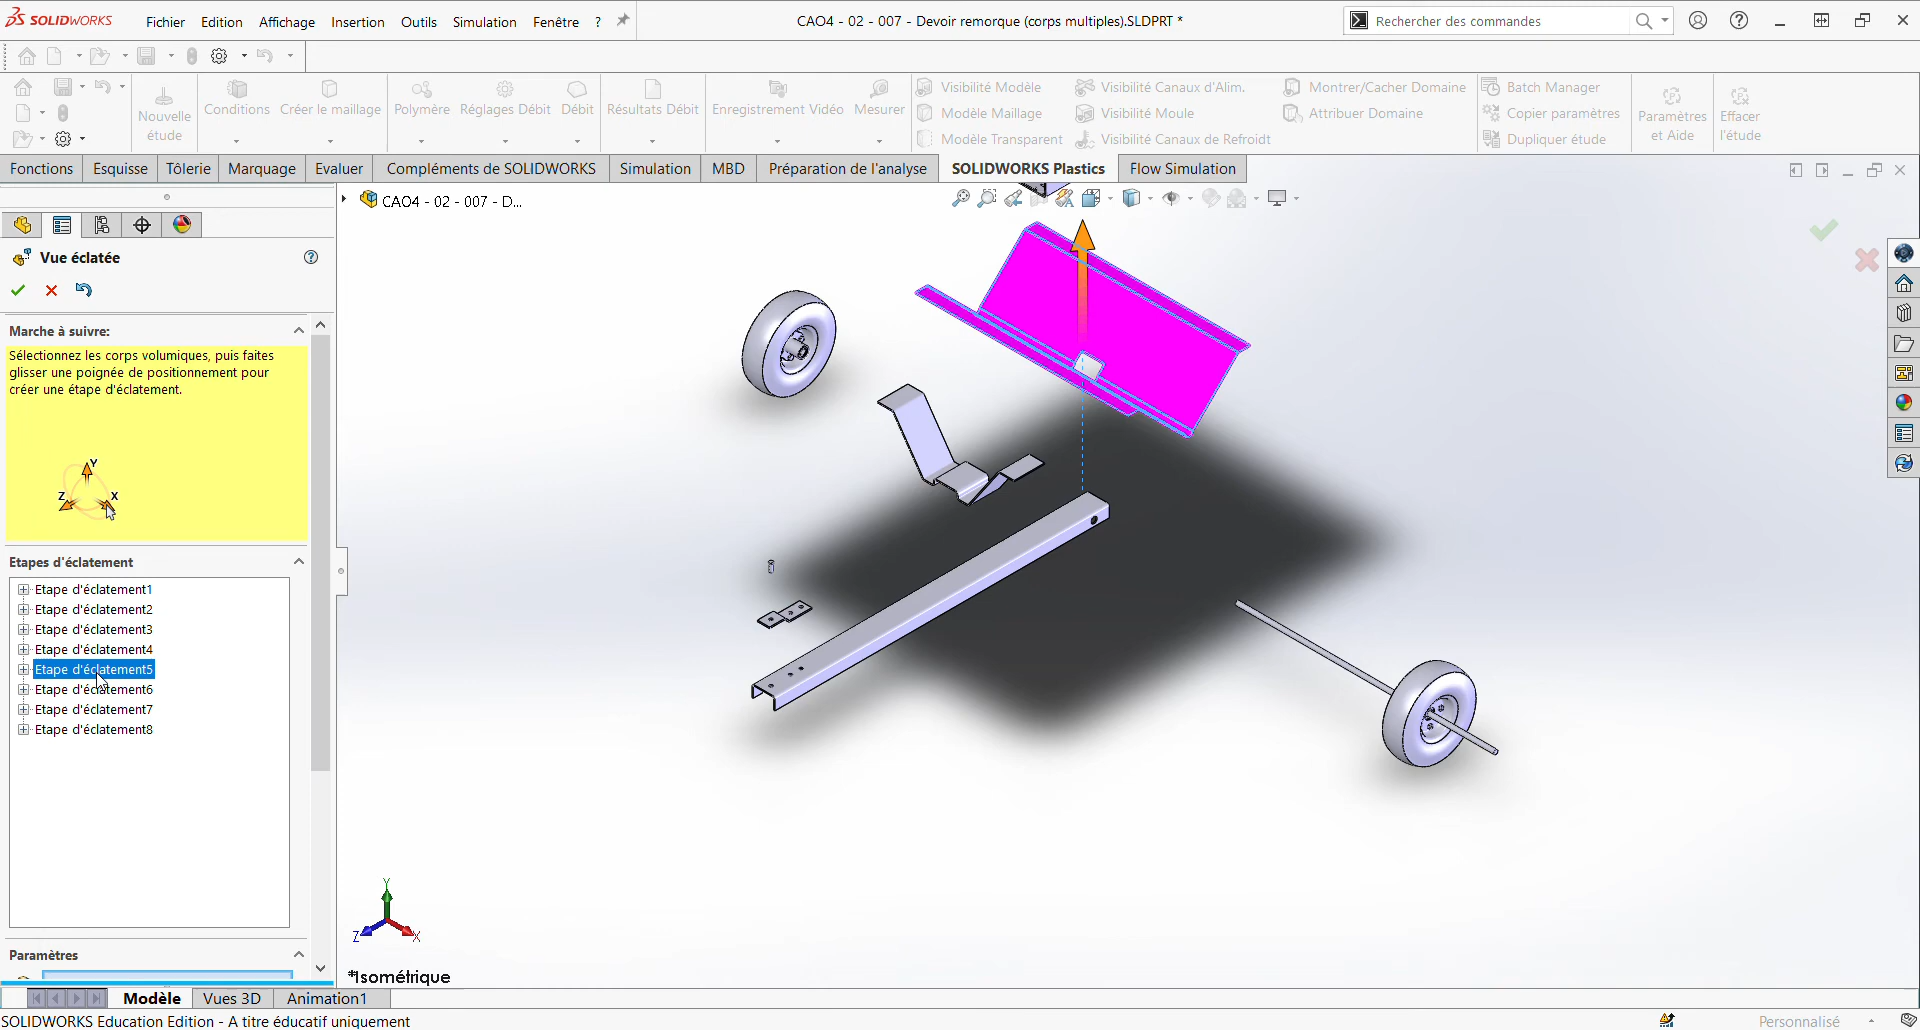 SOLIDWORKS
Fichier Edition Affichage Insertion Outils Simulation Fenêtre ?
CAO4 - 02 - 007 - Devoir remorque (corps multiples).SLDPRT *
Rechercher des commandes
Nouvelle
étude
Conditions
Créer le maillage
Polymère
Réglages Débit
Débit
Résultats Débit
Enregistrement Vidéo
Mesurer
Visibilité Modèle
Modèle Maillage
Modèle Transparent
Visibilité Canaux d'Alim.
Visibilité Moule
Visibilité Canaux de Refroidt
Montrer/Cacher Domaine
Attribuer Domaine
Batch Manager
Copier paramètres
Dupliquer étude
Paramètres
et Aide
Effacer
l'étude
Fonctions Esquisse Tôlerie Marquage Evaluer Compléments de SOLIDWORKS Simulation MBD Préparation de l'analyse SOLIDWORKS Plastics Flow Simulation
CAO4 - 02 - 007 - D...
Vue éclatée
Marche à suivre:
Sélectionnez les corps volumiques, puis faites
glisser une poignée de positionnement pour
créer une étape d'éclatement.
Y
Z
X
Etapes d'éclatement
Etape d'éclatement1
Etape d'éclatement2
Etape d'éclatement3
Etape d'éclatement4
Etape d'éclatement5
Etape d'éclatement6
Etape d'éclatement7
Etape d'éclatement8
Paramètres
Y
Z
X
*Isométrique
Modèle Vues 3D Animation1
SOLIDWORKS Education Edition - A titre éducatif uniquement
Personnalisé